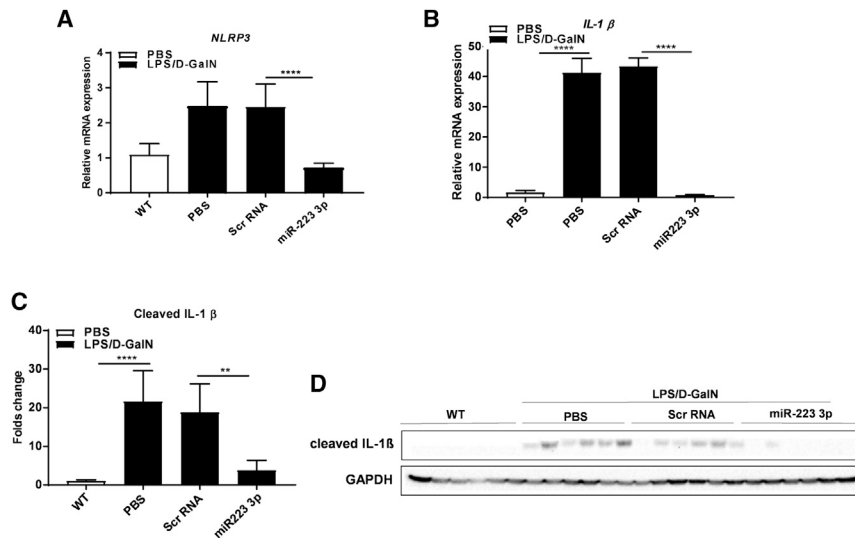 A
NLRP3
PBS
LPS/D-GalN
Relative mRNA expression
4
3
2
1
0
****
WT
PBS
Scr RNA
miR-223 3p
B
IL-1 β
PBS
LPS/D-GalN
Relative mRNA expression
50
40
30
20
10
0
****
****
PBS
PBS
Scr RNA
miR223 3p
C
Cleaved IL-1 β
PBS
LPS/D-GalN
Folds change
40
30
20
10
0
****
**
WT
PBS
Scr RNA
miR223 3p
D
LPS/D-GalN
WT
PBS
Scr RNA
miR-223 3p
cleaved IL-1ß
GAPDH